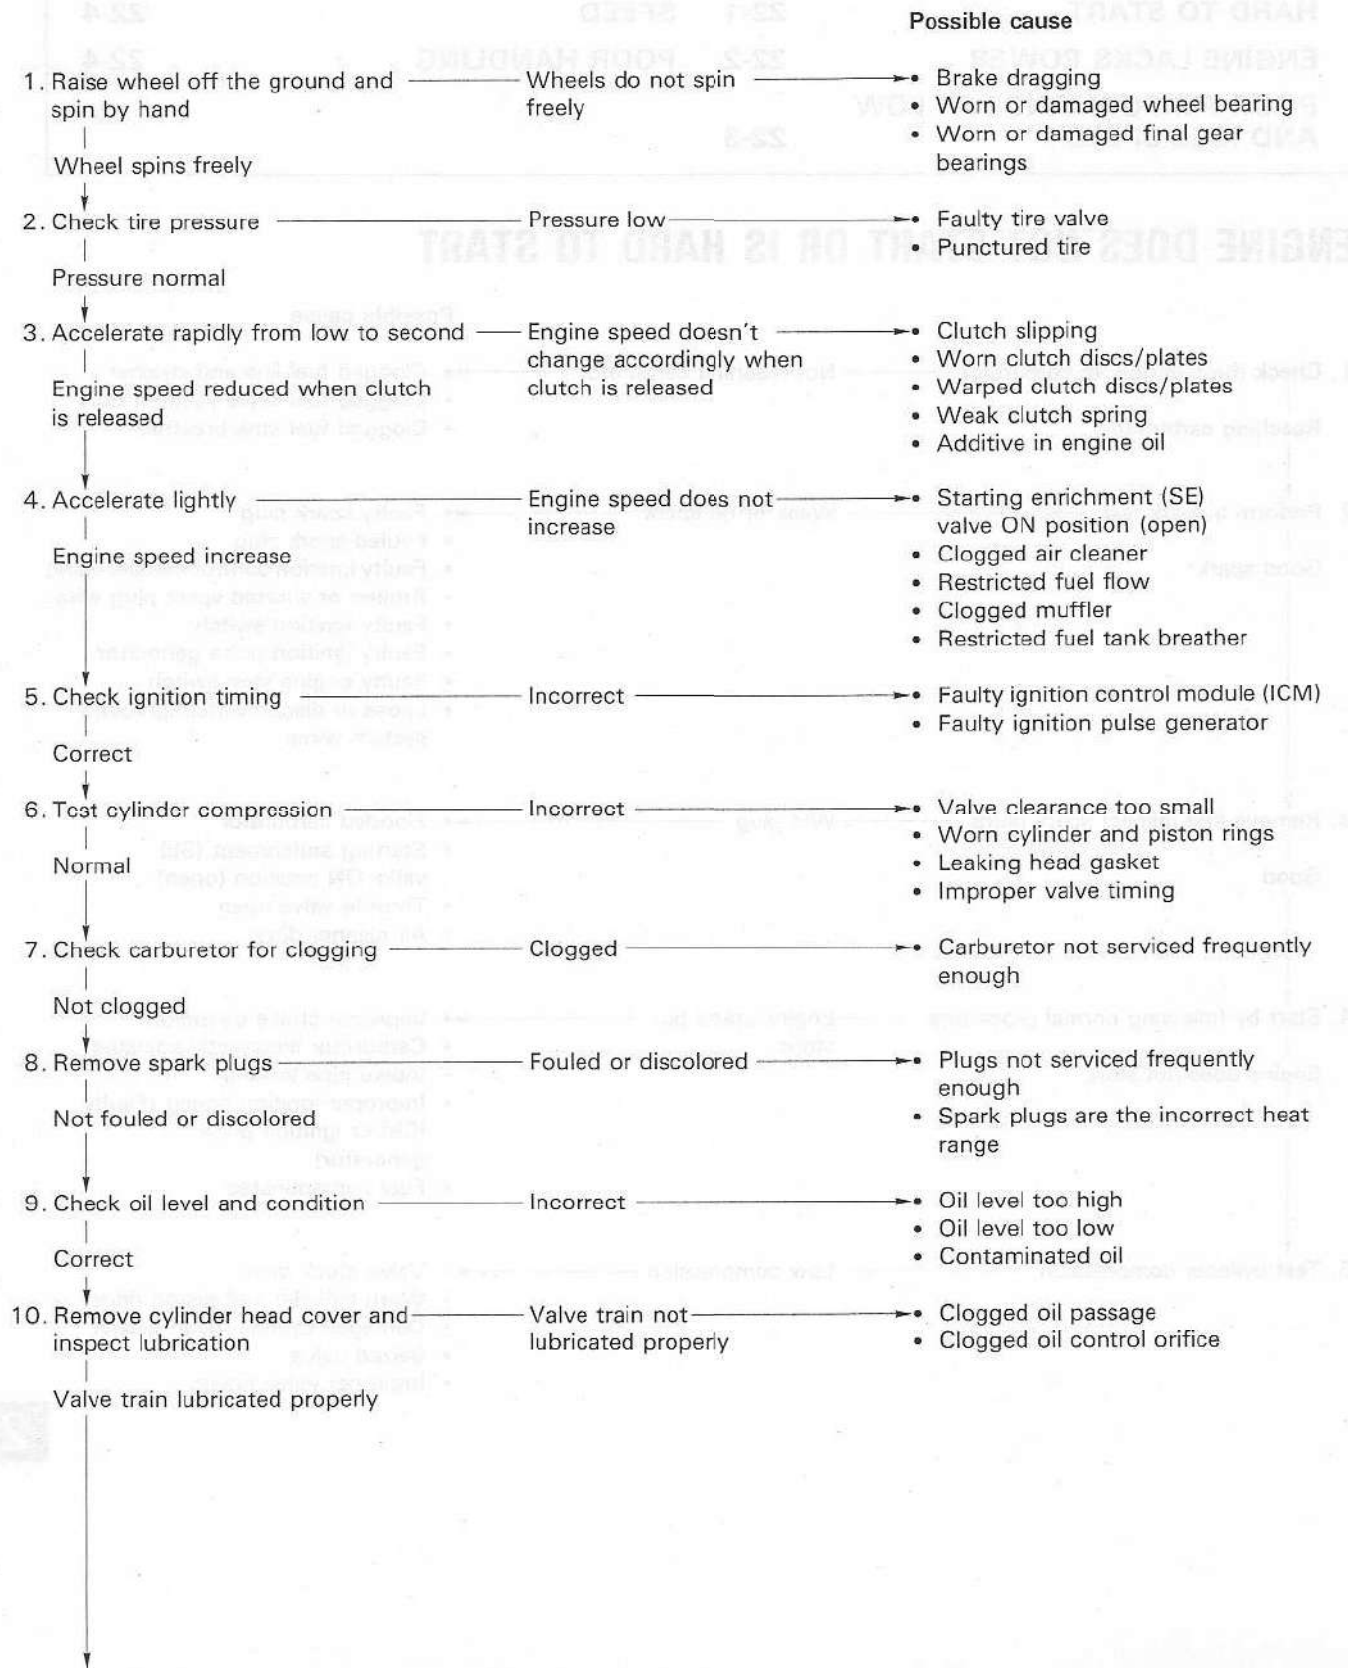 Possible cause
1. Raise wheel off the ground and spin by hand
Wheels do not spin freely
• Brake dragging
• Worn or damaged wheel bearing
• Worn or damaged final gear bearings
Wheel spins freely
2. Check tire pressure
Pressure low
• Faulty tire valve
• Punctured tire
Pressure normal
3. Accelerate rapidly from low to second
Engine speed doesn't change accordingly when clutch is released
• Clutch slipping
• Worn clutch discs/plates
• Warped clutch discs/plates
• Weak clutch spring
• Additive in engine oil
Engine speed reduced when clutch is released
4. Accelerate lightly
Engine speed does not increase
• Starting enrichment (SE) valve ON position (open)
• Clogged air cleaner
• Restricted fuel flow
• Clogged muffler
• Restricted fuel tank breather
Engine speed increase
5. Check ignition timing
Incorrect
• Faulty ignition control module (ICM)
• Faulty ignition pulse generator
Correct
6. Test cylinder compression
Incorrect
• Valve clearance too small
• Worn cylinder and piston rings
• Leaking head gasket
• Improper valve timing
Normal
7. Check carburetor for clogging
Clogged
• Carburetor not serviced frequently enough
Not clogged
8. Remove spark plugs
Fouled or discolored
• Plugs not serviced frequently enough
• Spark plugs are the incorrect heat range
Not fouled or discolored
9. Check oil level and condition
Incorrect
• Oil level too high
• Oil level too low
• Contaminated oil
Correct
10. Remove cylinder head cover and inspect lubrication
Valve train not lubricated properly
• Clogged oil passage
• Clogged oil control orifice
Valve train lubricated properly